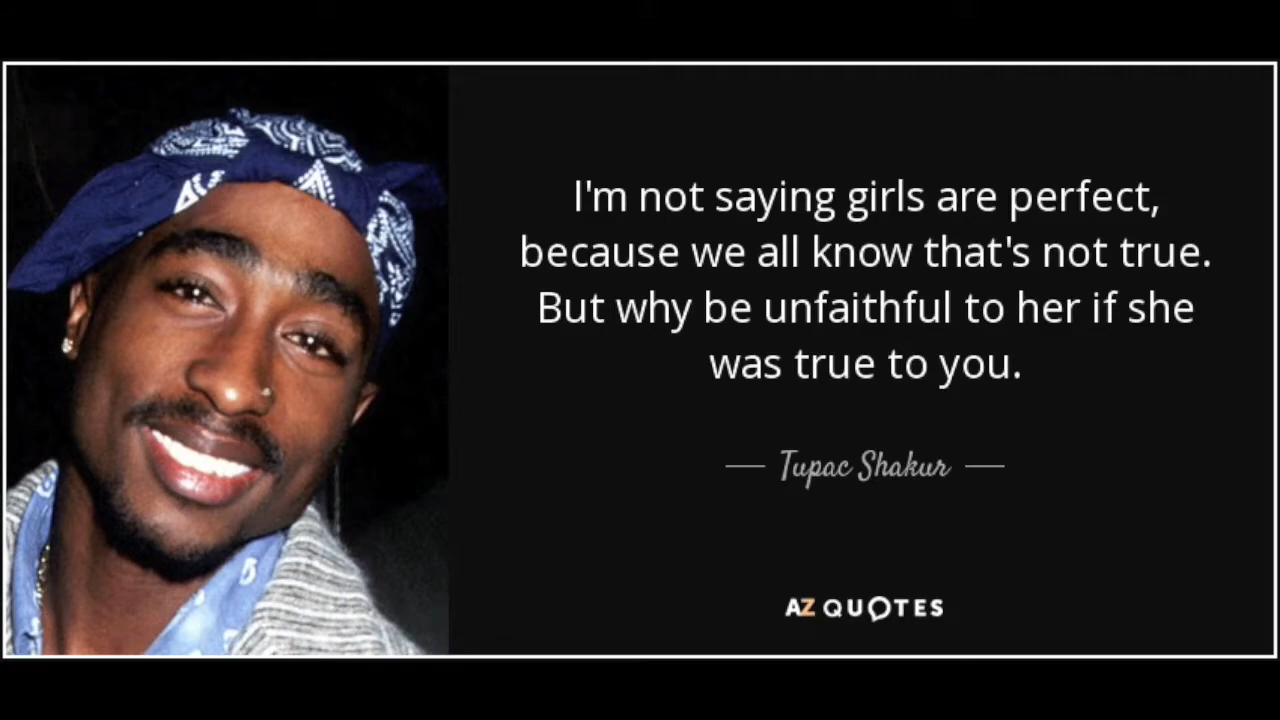 I'm not saying girls are perfect,
because we all know that's not true.
But why be unfaithful to her if she
was true to you.
— Tupac Shakur —
AZ QUOTES